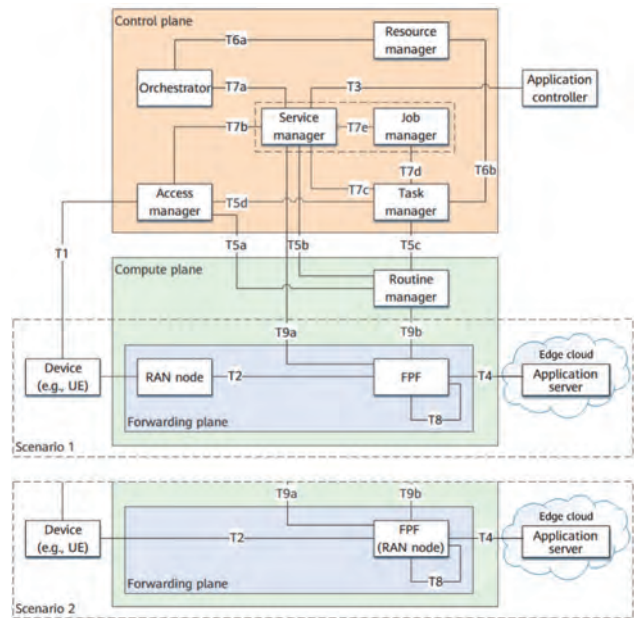 Control plane
Resource
manager
T6a
Orchestrator
T7a
T3
Application
controller
Service
manager
T7e
Job
manager
T7b
T7d
T6b
T7c
Access
manager
T5d
Task
manager
T1
T5a
T5b
T5c
Compute plane
Routine
manager
T9a
T9b
Edge cloud
Device
(e.g., UE)
RAN node
T2
FPF
T4
Application
server
T8
Forwarding plane
Scenario 1
T9a
T9b
Edge cloud
Device
(e.g., UE)
T2
FPF
(RAN node)
T4
Application
server
T8
Forwarding plane
Scenario 2